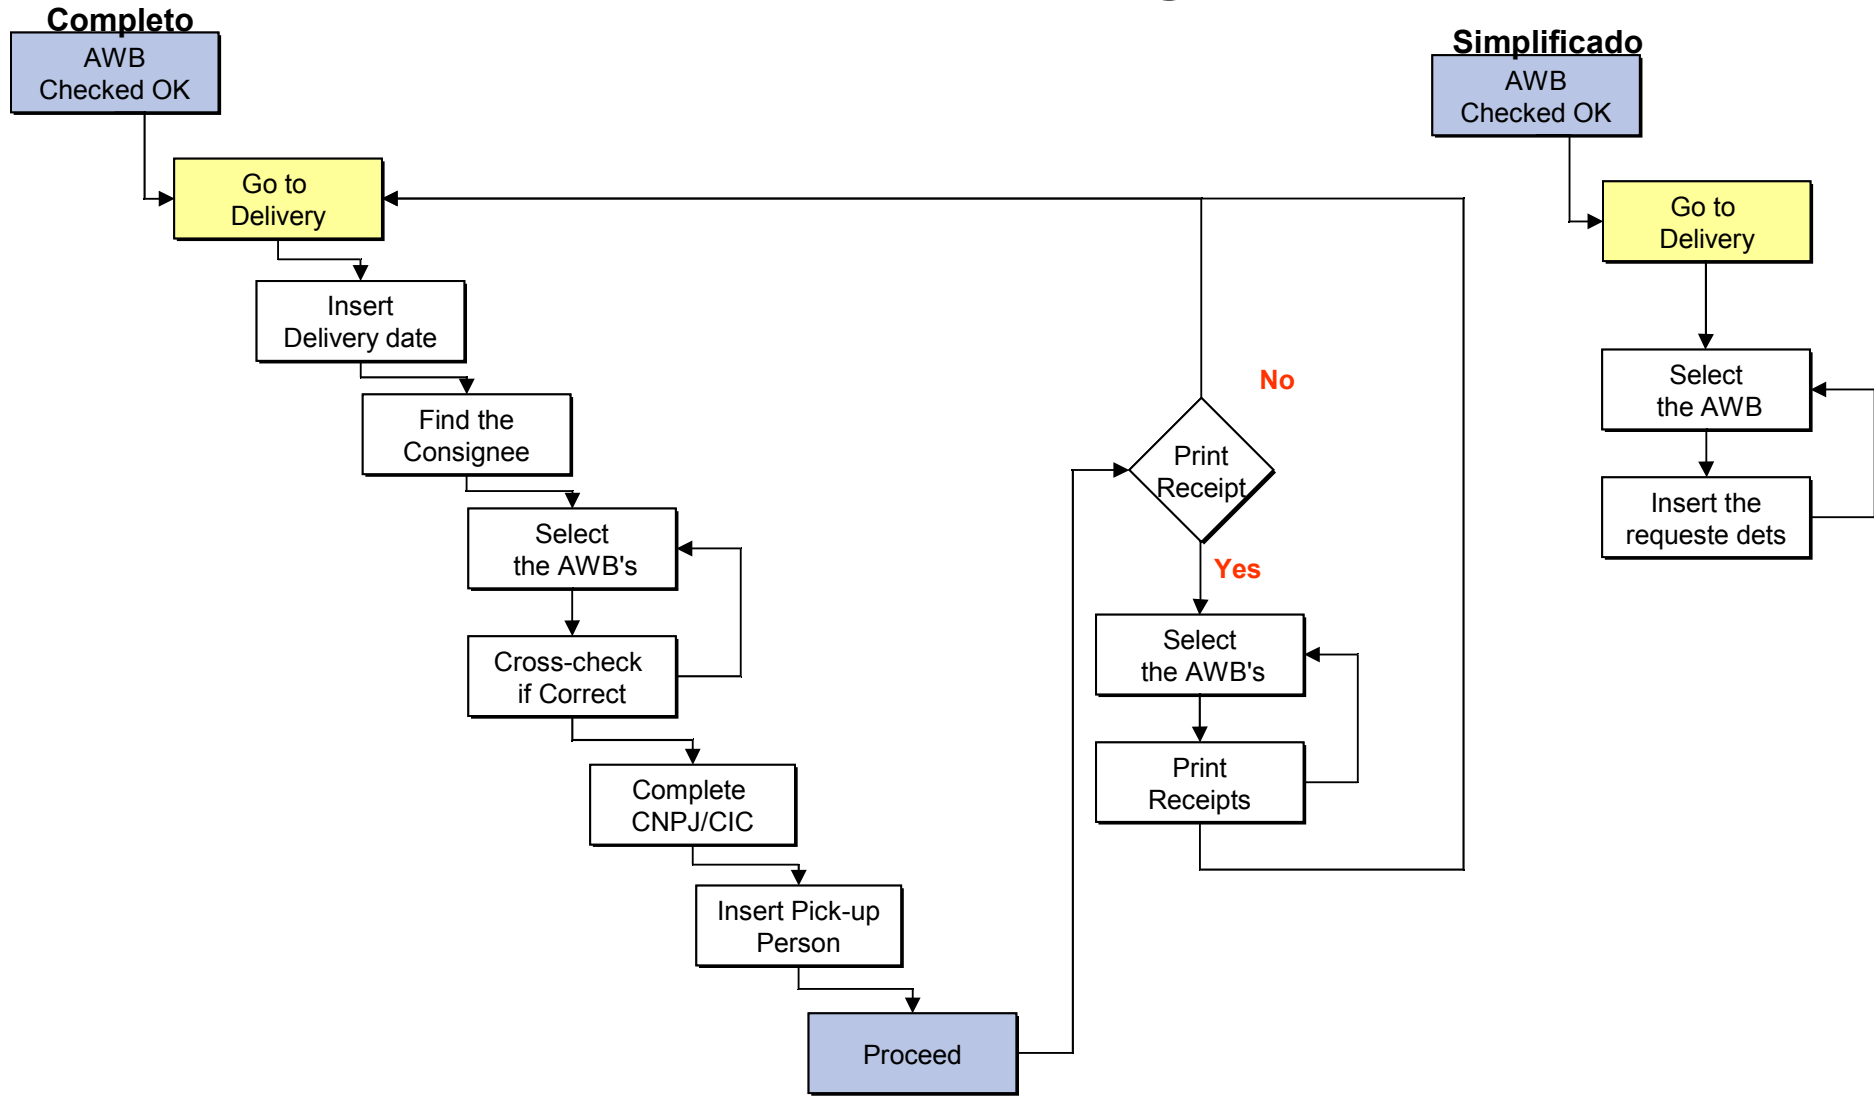 Completo
AWB
Checked OK
Go to
Delivery
Insert
Delivery date
Find the
Consignee
Select
the AWB's
Cross-check
if Correct
Complete
CNPJ/CIC
Insert Pick-up
Person
Proceed
Print
Receipt
No
Yes
Select
the AWB's
Print
Receipts
Simplificado
AWB
Checked OK
Go to
Delivery
Select
the AWB
Insert the
requeste dets